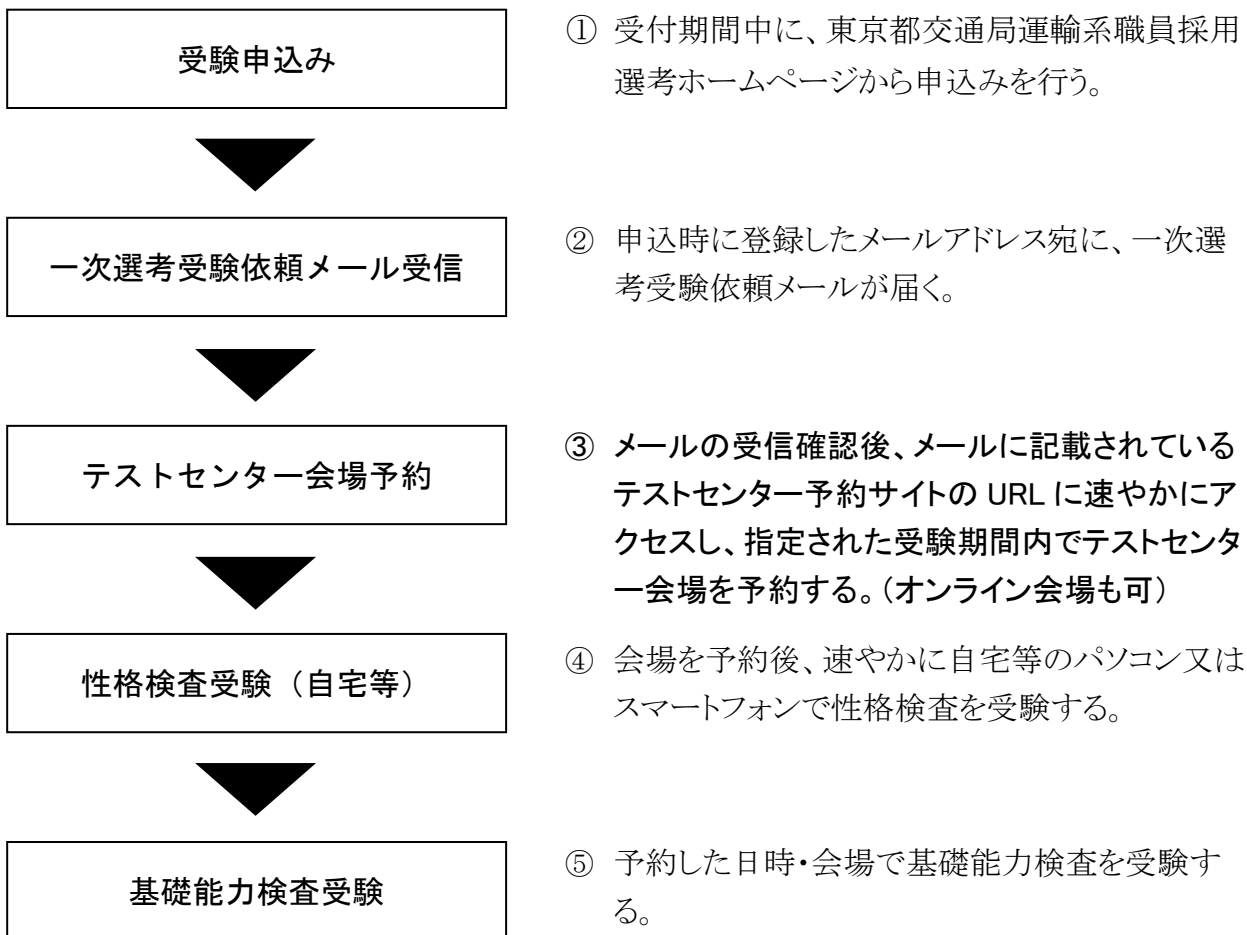 受験申込み
① 受付期間中に、東京都交通局運輸系職員採用
選考ホームページから申込みを行う。
一次選考受験依頼メール受信
② 申込時に登録したメールアドレス宛に、一次選
考受験依頼メールが届く。
テストセンター会場予約
③ メールの受信確認後、メールに記載されている
テストセンター予約サイトの URL に速やかにア
クセスし、指定された受験期間内でテストセンタ
ー会場を予約する。（オンライン会場も可）
性格検査受験（自宅等）
④ 会場を予約後、速やかに自宅等のパソコン又は
スマートフォンで性格検査を受験する。
基礎能力検査受験
⑤ 予約した日時・会場で基礎能力検査を受験す
る。